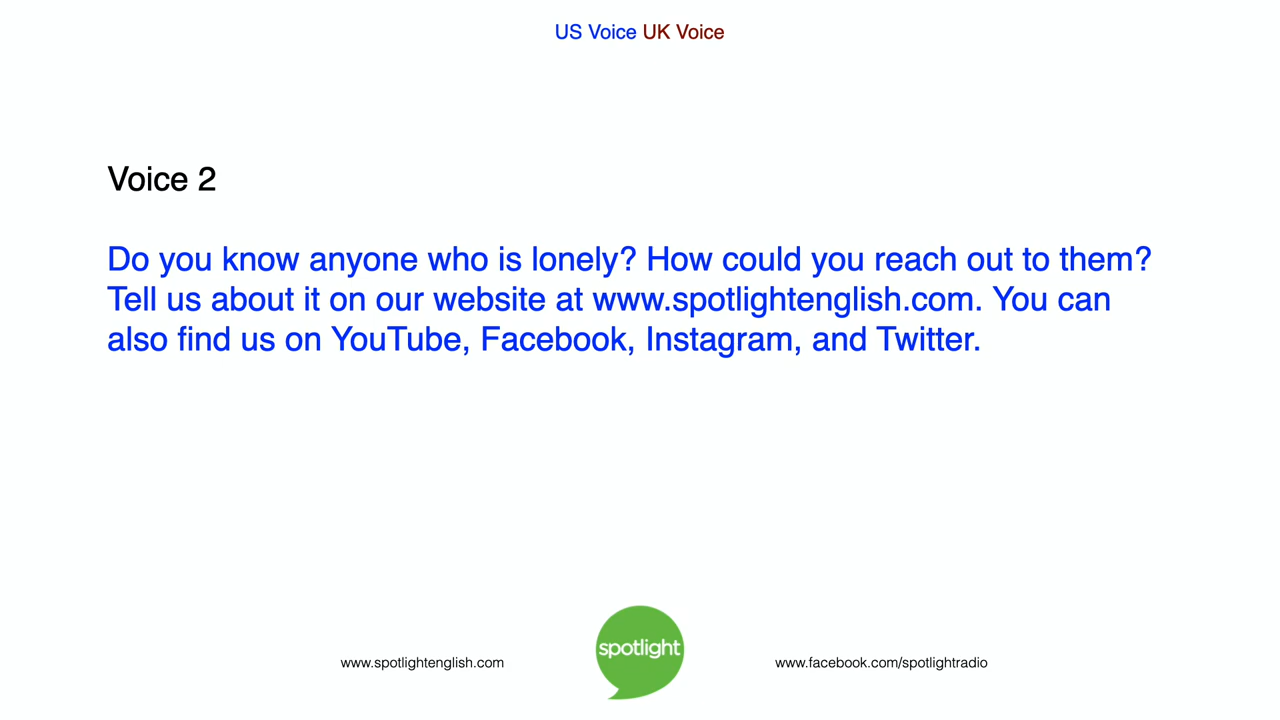 US Voice UK Voice
Voice 2
Do you know anyone who is lonely? How could you reach out to them?
Tell us about it on our website at www.spotlightenglish.com. You can
also find us on YouTube, Facebook, Instagram, and Twitter.
spotlight
www.spotlightenglish.com
www.facebook.com/spotlightradio